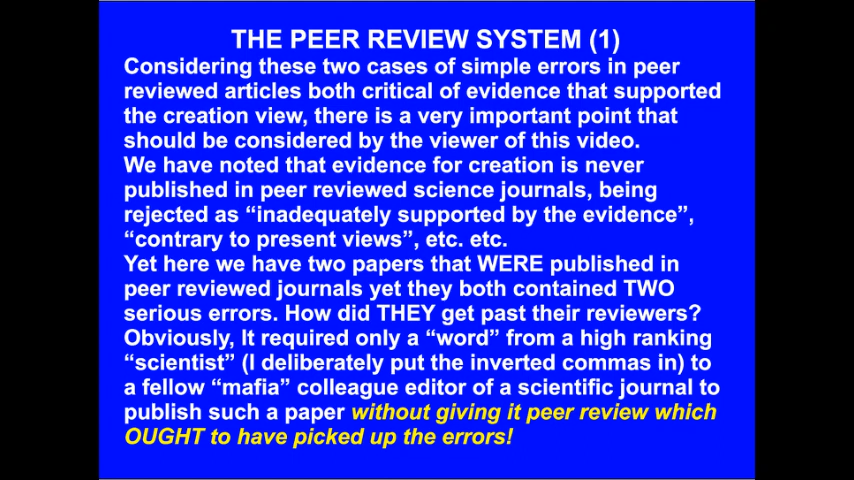 THE PEER REVIEW SYSTEM (1)
Considering these two cases of simple errors in peer
reviewed articles both critical of evidence that supported
the creation view, there is a very important point that
should be considered by the viewer of this video.
We have noted that evidence for creation is never
published in peer reviewed science journals, being
rejected as “inadequately supported by the evidence”,
“contrary to present views”, etc. etc.
Yet here we have two papers that WERE published in
peer reviewed journals yet they both contained TWO
serious errors. How did THEY get past their reviewers?
Obviously, It required only a “word” from a high ranking
“scientist” (I deliberately put the inverted commas in) to
a fellow “mafia” colleague editor of a scientific journal to
publish such a paper without giving it peer review which
OUGHT to have picked up the errors!